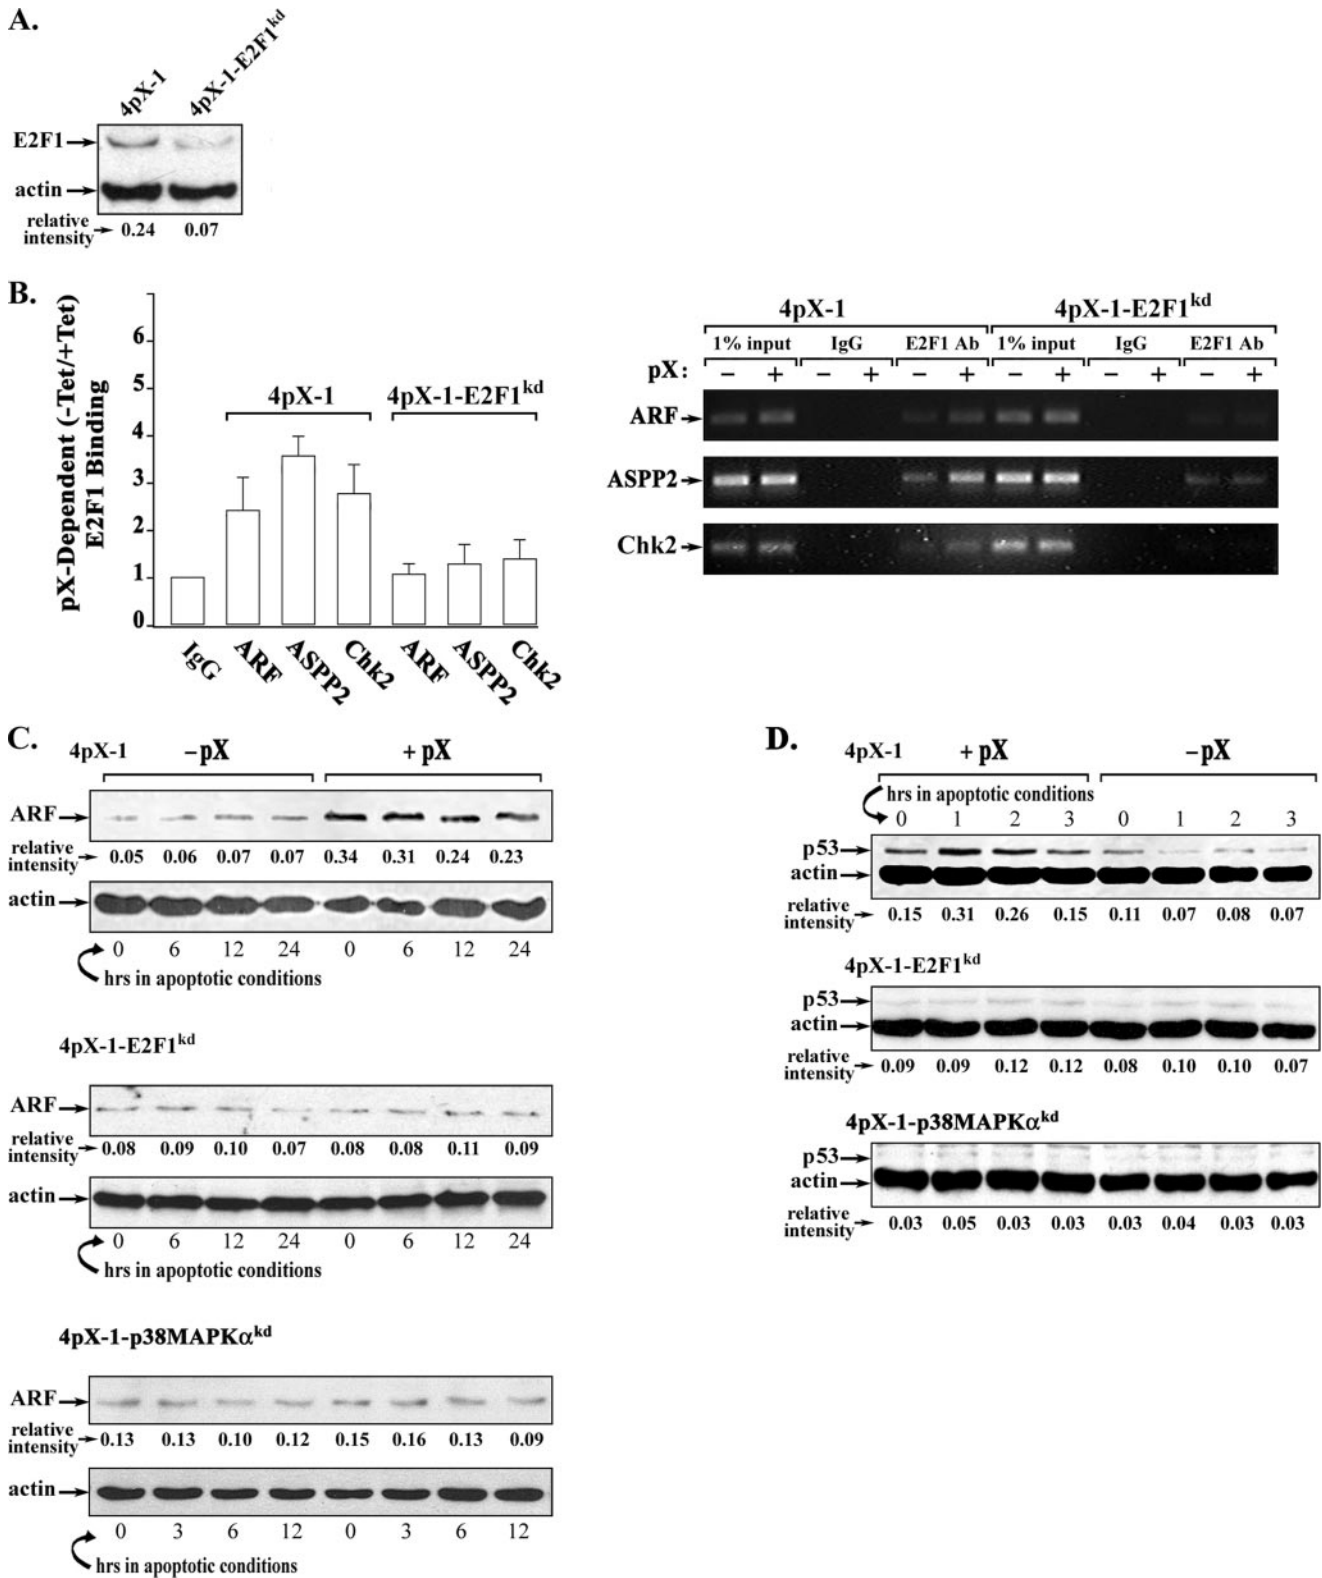 A.
4pX-1
4pX-1-E2F1kd
E2F1
actin
relative intensity 0.24 0.07
B.
pX-Dependent (-Tet/+Tet)
E2F1 Binding
6
5
4
3
2
1
0
4pX-1 4pX-1-E2F1kd
IgG ARF ASPP2 Chk2 ARF ASPP2 Chk2
4pX-1 4pX-1-E2F1kd
1% input IgG E2F1 Ab 1% input IgG E2F1 Ab
pX: − + − + − + − + − + − +
ARF
ASPP2
Chk2
C.
4pX-1 −pX + pX
ARF
relative intensity 0.05 0.06 0.07 0.07 0.34 0.31 0.24 0.23
actin
0 6 12 24 0 6 12 24
hrs in apoptotic conditions
4pX-1-E2F1kd
ARF
relative intensity 0.08 0.09 0.10 0.07 0.08 0.08 0.11 0.09
actin
0 6 12 24 0 6 12 24
hrs in apoptotic conditions
4pX-1-p38MAPKαkd
ARF
relative intensity 0.13 0.13 0.10 0.12 0.15 0.16 0.13 0.09
actin
0 3 6 12 0 3 6 12
hrs in apoptotic conditions
D.
4pX-1 + pX −pX
hrs in apoptotic conditions
0 1 2 3 0 1 2 3
p53
actin
relative intensity 0.15 0.31 0.26 0.15 0.11 0.07 0.08 0.07
4pX-1-E2F1kd
p53
actin
relative intensity 0.09 0.09 0.12 0.12 0.08 0.10 0.10 0.07
4pX-1-p38MAPKαkd
p53
actin
relative intensity 0.03 0.05 0.03 0.03 0.03 0.04 0.03 0.03